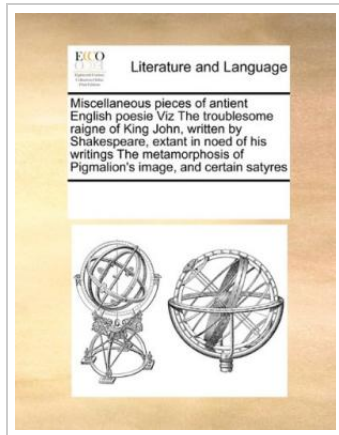 ECCO
Literature and Language
Miscellaneous pieces of antient
English poesie Viz The troublesome
raigne of King John, written by
Shakespeare, extant in noed of his
writings The metamorphosis of
Pigmalion's image, and certain satyres